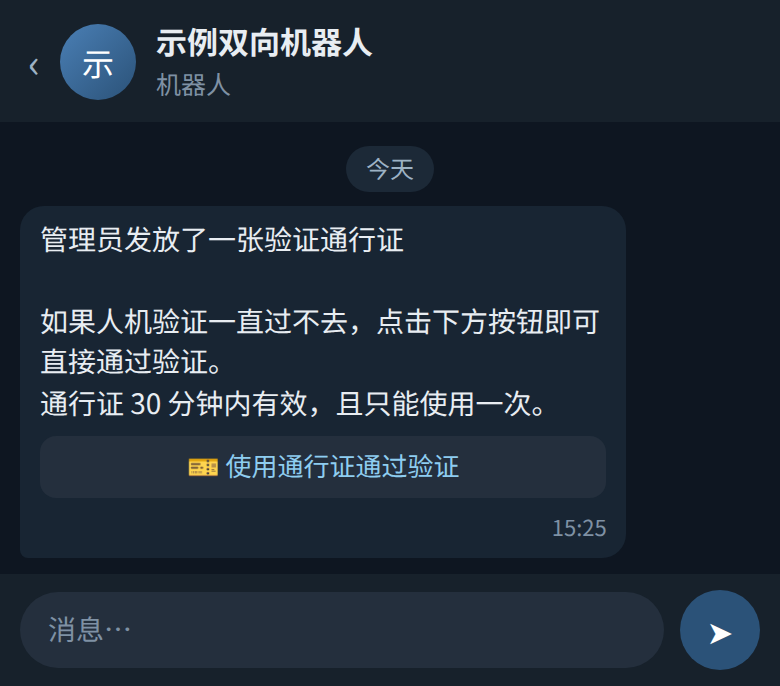 ‹
示
示例双向机器人
机器人
今天
管理员发放了一张验证通行证
如果人机验证一直过不去，点击下方按钮即可
直接通过验证。
通行证 30 分钟内有效，且只能使用一次。
🎫 使用通行证通过验证
15:25
消息…
➤